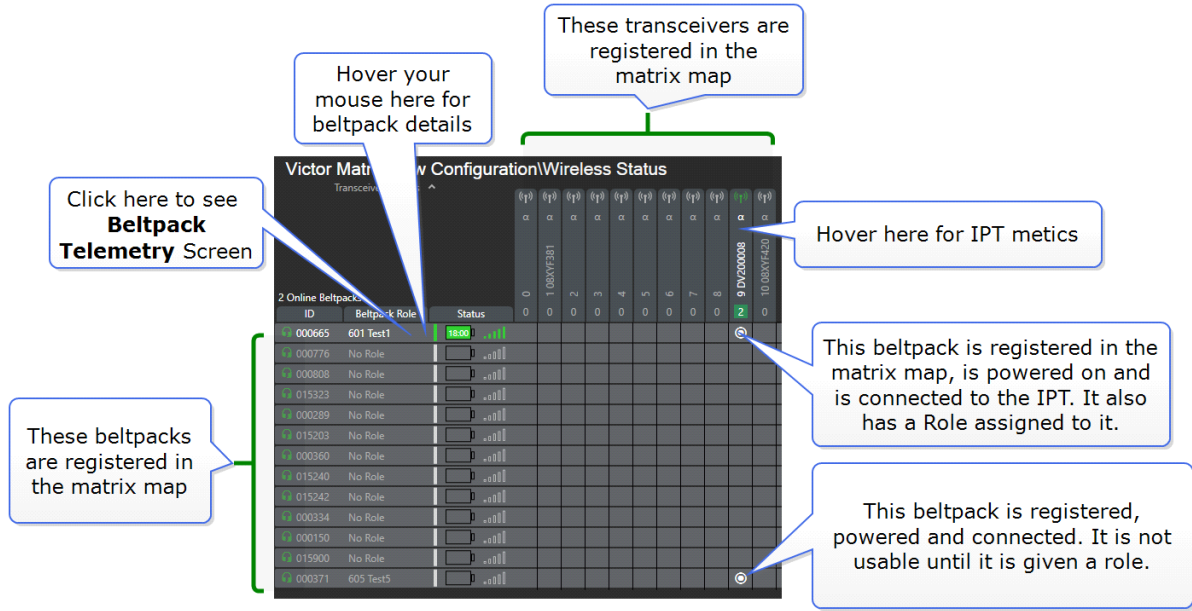 These transceivers are
registered in the
matrix map
Hover your
mouse here for
beltpack details
Click here to see
Beltpack
Telemetry Screen
Hover here for IPT metics
This beltpack is registered in the
matrix map, is powered on and
is connected to the IPT. It also
has a Role assigned to it.
These beltpacks
are registered in
the matrix map
This beltpack is registered,
powered and connected. It is not
usable until it is given a role.
Victor Configuration\Wireless Status
α α α α α α α α α α α
0 1 08XYF381 2 3 4 5 6 7 8 9 DV200008 10 08XYF420
2 Online Beltpacks
ID Beltpack Role Status 0 0 0 0 0 0 0 0 0 2 0
000665 601 Test1 18:00
000776 No Role
000808 No Role
015323 No Role
000289 No Role
015203 No Role
000360 No Role
015240 No Role
015242 No Role
000334 No Role
000150 No Role
015900 No Role
000371 605 Test5